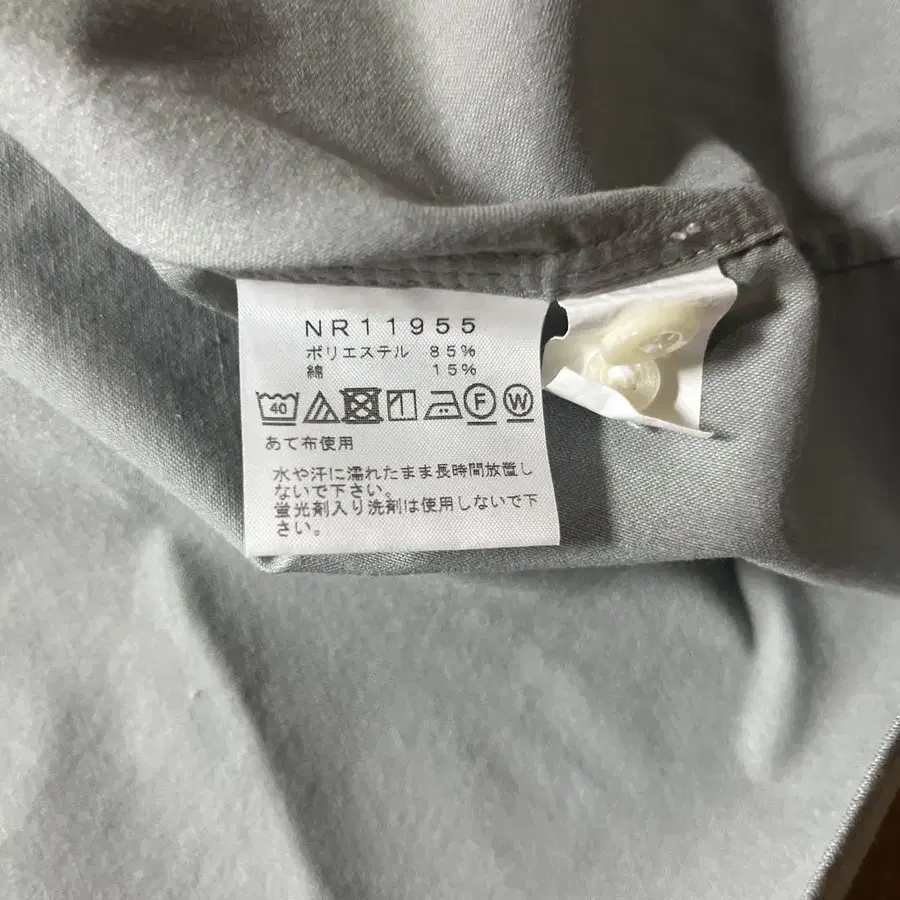 NR11955
ポリエステル 85%
綿 15%
40 F W
あて布使用
水や汗に濡れたまま長時間放置し
ないで下さい。
蛍光剤入り洗剤は使用しないで下
さい。